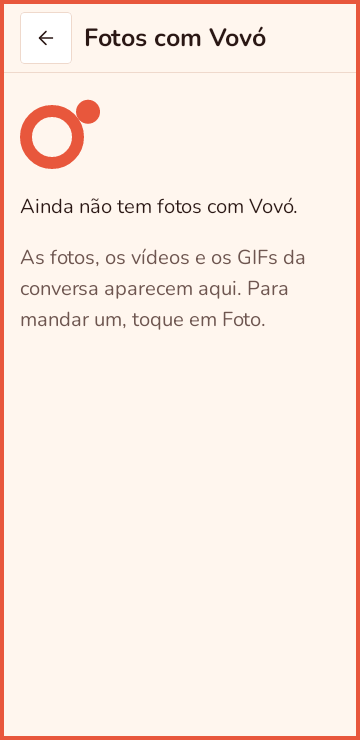 Fotos com Vovó
Ainda não tem fotos com Vovó.
As fotos, os vídeos e os GIFs da
conversa aparecem aqui. Para
mandar um, toque em Foto.